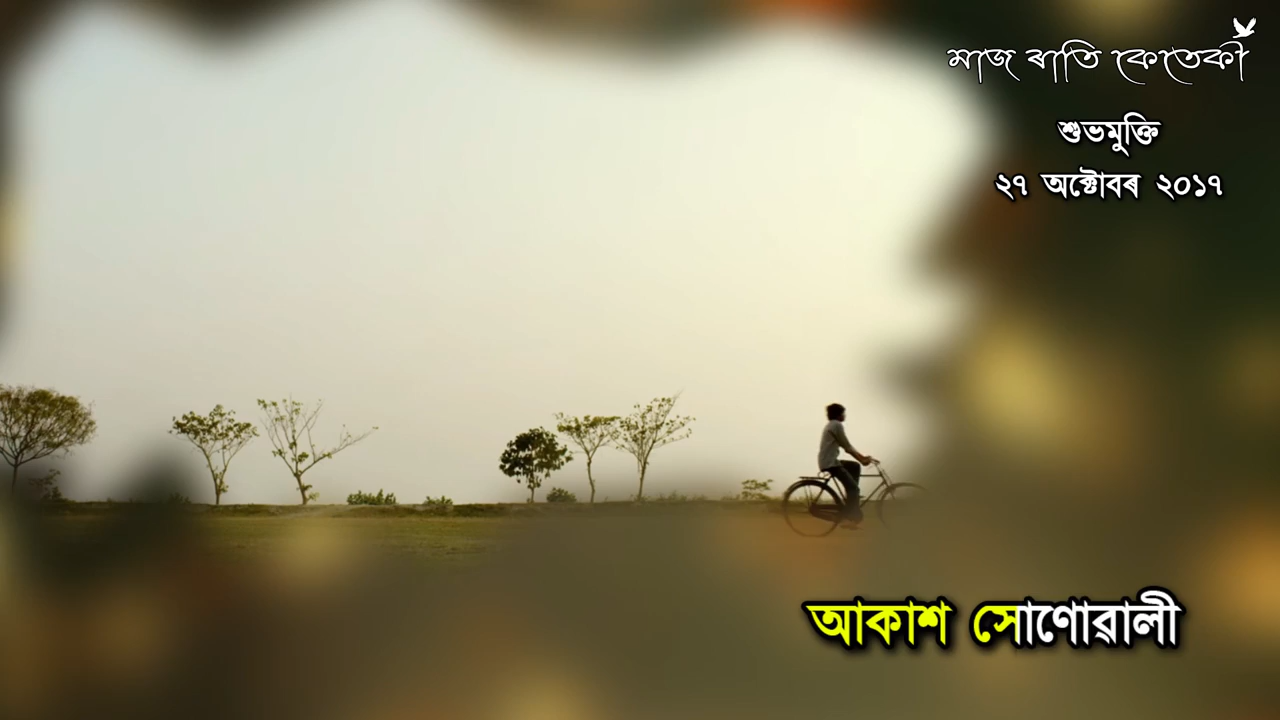 মাজ ৰাতি কেতেকী
শুভমুক্তি
২৭ অক্টোবৰ ২০১৭
আকাশ সোণোৱালী